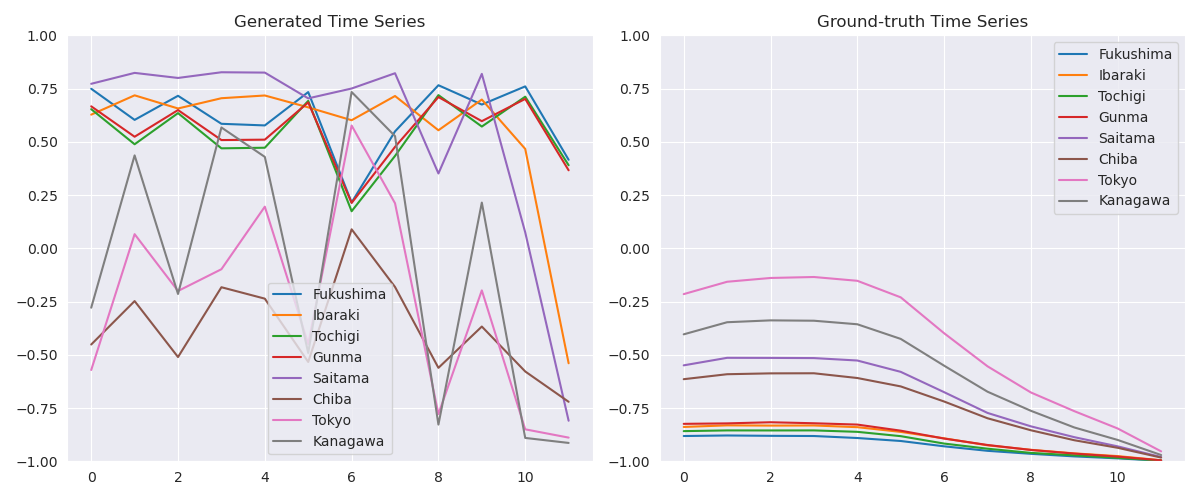 Generated Time Series
1.00
0.75
0.50
0.25
0.00
−0.25
−0.50
−0.75
−1.00
Fukushima
Ibaraki
Tochigi
Gunma
Saitama
Chiba
Tokyo
Kanagawa
0 2 4 6 8 10
Ground-truth Time Series
1.00
0.75
0.50
0.25
0.00
−0.25
−0.50
−0.75
−1.00
Fukushima
Ibaraki
Tochigi
Gunma
Saitama
Chiba
Tokyo
Kanagawa
0 2 4 6 8 10